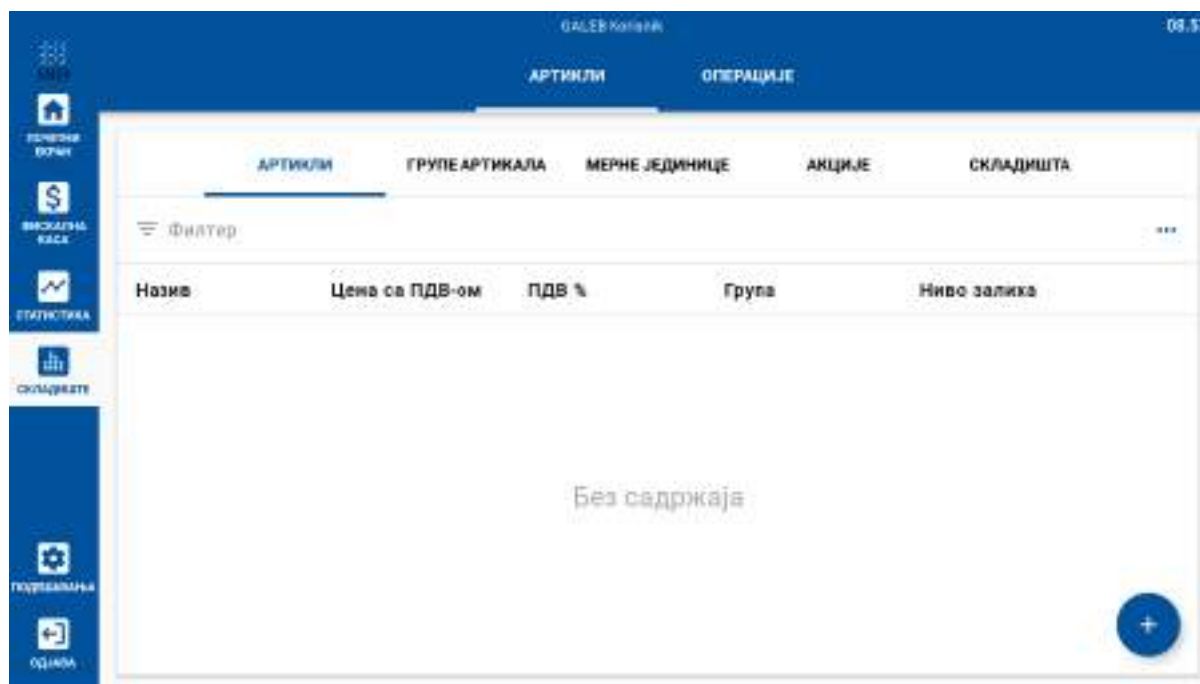 GALEB Korisnik
АРТИКЛИ ОПЕРАЦИЈЕ
ПОЧЕТНИ
ЕКРАН
АРТИКЛИ ГРУПЕ АРТИКАЛА МЕРНЕ ЈЕДИНИЦЕ АКЦИЈЕ СКЛАДИШТА
ФИСКАЛНА
КАСА
Филтер
Назив Цена са ПДВ-ом ПДВ % Група Ниво залиха
СТАТИСТИКА
СКЛАДИШТЕ
Без садржаја
ПОДЕШАВАЊА
ОДЈАВА